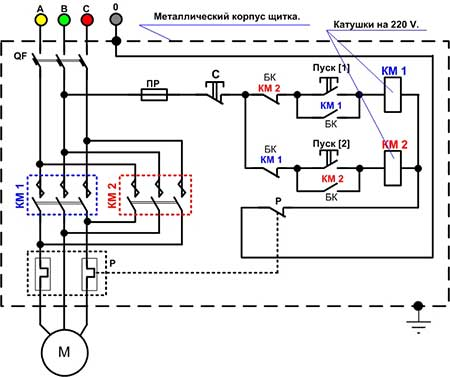 Металлический корпус щитка.
Катушки на 220 V.
A B C 0
QF
ПР
С
БК
КМ 2
Пуск [1]
КМ 1
КМ 1
БК
БК
КМ 1
Пуск [2]
КМ 2
КМ 2
БК
КМ 1
КМ 2
Р
Р
М